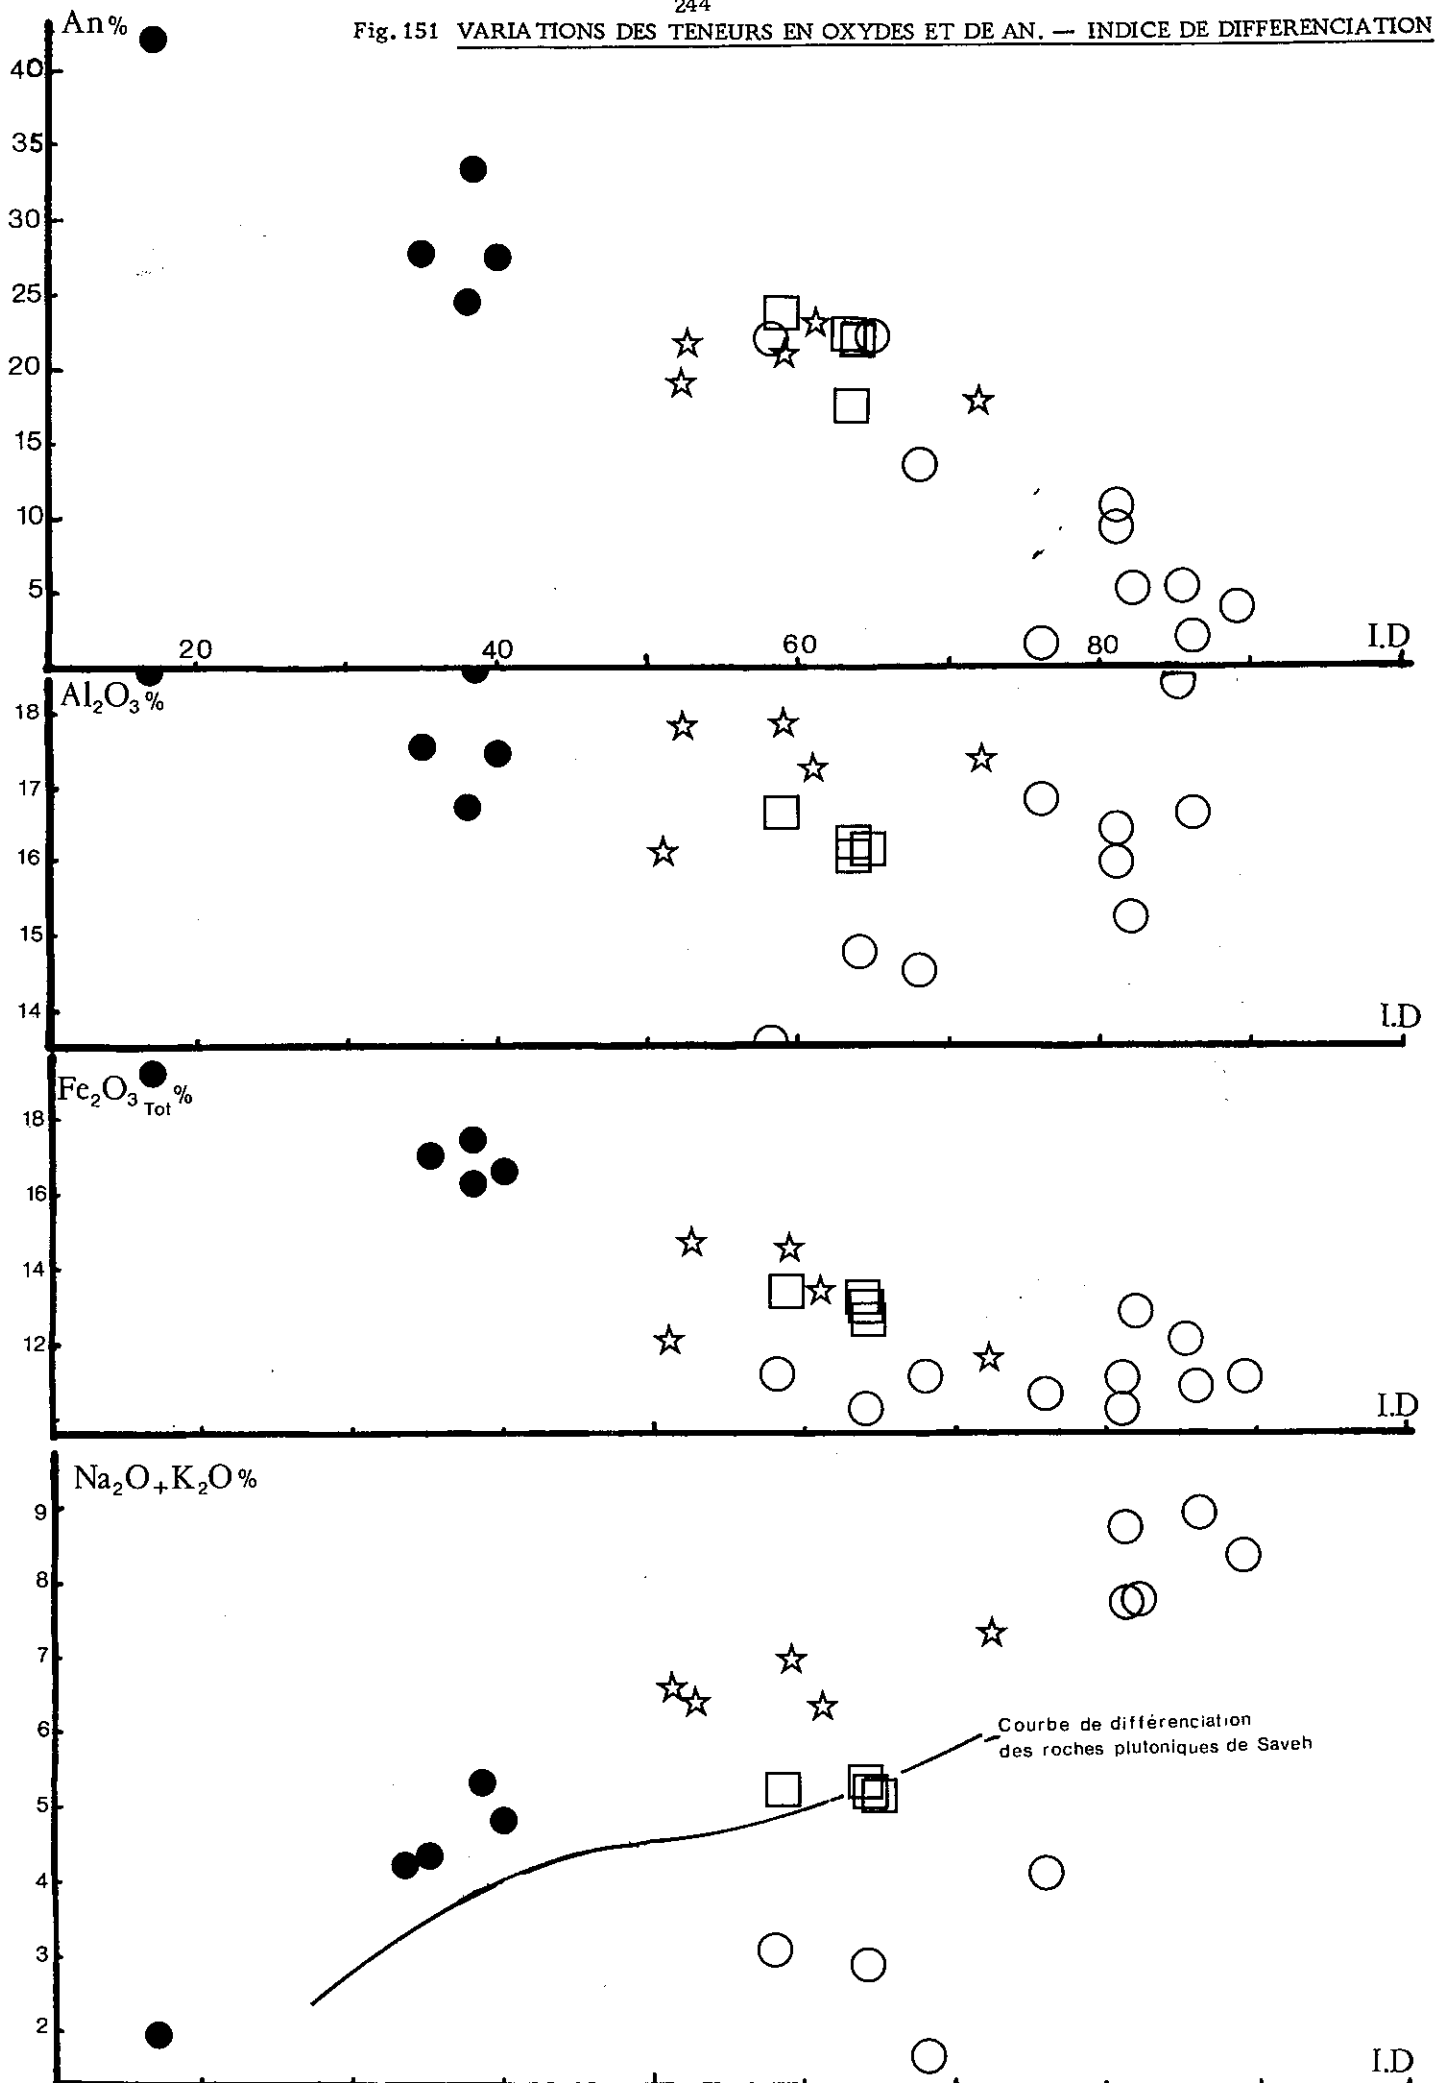 244
Fig. 151 VARIATIONS DES TENEURS EN OXYDES ET DE AN. — INDICE DE DIFFERENCIATION
An%
40
35
30
25
20
15
10
5
20 40 60 80 I.D
Al₂O₃%
18
17
16
15
14
I.D
Fe₂O₃ Tot %
18
16
14
12
I.D
Na₂O+K₂O%
9
8
7
6
5
4
3
2
Courbe de différenciation
des roches plutoniques de Saveh
I.D